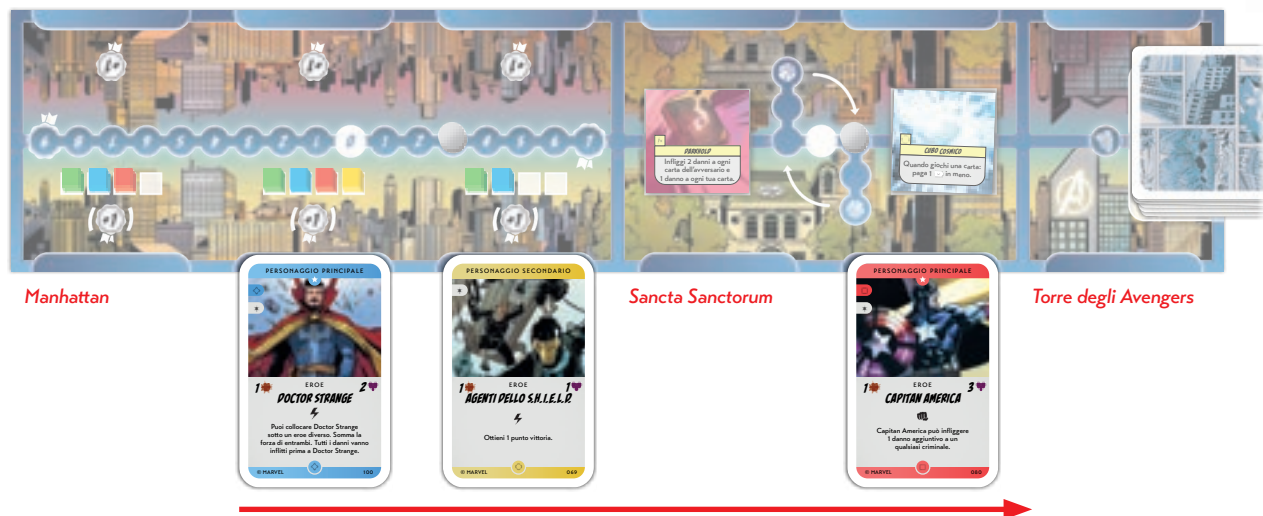 DARKHOLD
Infliggi 2 danni a ogni
carta dell'avversario e
1 danno a ogni tua carta.
CUBO COSMICO
Quando giochi una carta:
paga 1 in meno.
Manhattan
Sancta Sanctorum
Torre degli Avengers
PERSONAGGIO PRINCIPALE
1
EROE
2
DOCTOR STRANGE
Puoi collocare Doctor Strange
sotto un eroe diverso. Somma la
forza di entrambi. Tutti i danni vanno
inflitti prima a Doctor Strange.
© MARVEL
100
PERSONAGGIO SECONDARIO
1
EROE
1
AGENTI DELLO S.H.I.E.L.D.
Ottieni 1 punto vittoria.
© MARVEL
069
PERSONAGGIO PRINCIPALE
1
EROE
3
CAPITAN AMERICA
Capitan America può infliggere
1 danno aggiuntivo a un
qualsiasi criminale.
© MARVEL
080